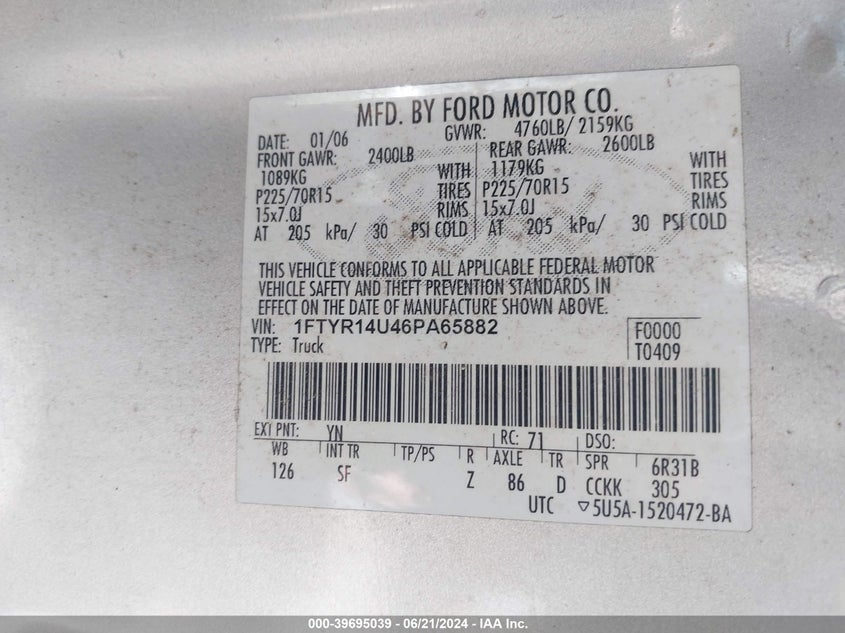 MFD. BY FORD MOTOR CO.
DATE: 01/06 GVWR: 4760LB/ 2159KG
FRONT GAWR: 2400LB REAR GAWR: 2600LB
1089KG WITH 1179KG WITH
P225/70R15 TIRES P225/70R15 TIRES
15x7.0J RIMS 15x7.0J RIMS
AT 205 kPa/ 30 PSI COLD AT 205 kPa/ 30 PSI COLD
THIS VEHICLE CONFORMS TO ALL APPLICABLE FEDERAL MOTOR
VEHICLE SAFETY AND THEFT PREVENTION STANDARDS IN
EFFECT ON THE DATE OF MANUFACTURE SHOWN ABOVE.
VIN: 1FTYR14U46PA65882 F0000
TYPE: Truck T0409
EXT PNT: YN RC: 71 DSO:
WB INT TR TP/PS R AXLE TR SPR 6R31B
126 SF Z 86 D CCKK 305
UTC ▽5U5A-1520472-BA
000-39695039 - 06/21/2024 - IAA Inc.